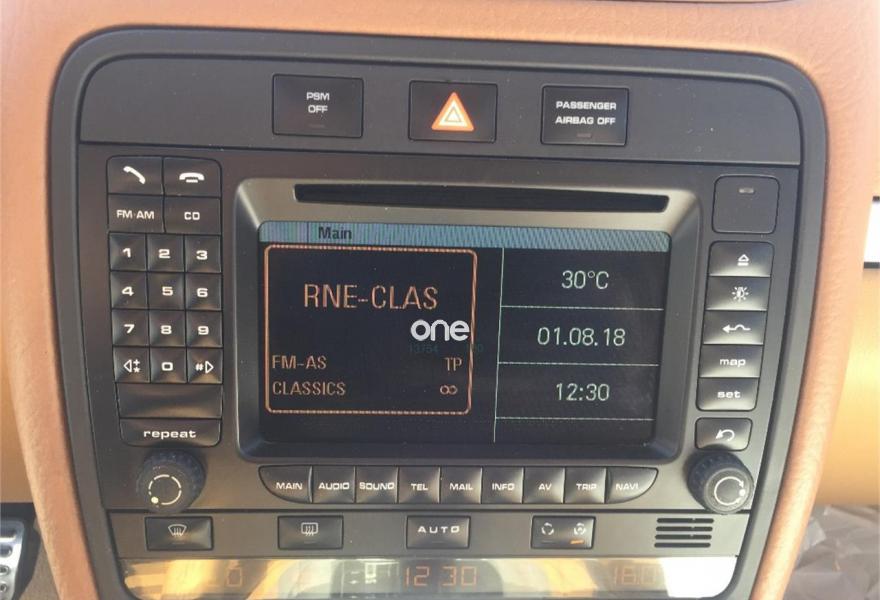 PSM
OFF
PASSENGER
AIRBAG OFF
FM·AM
CD
1 2 3
4 5 6
7 8 9
0 #
repeat
Main
RNE-CLAS
FM-AS TP
CLASSICS
30°C
01.08.18
12:30
one
map
set
MAIN AUDIO SOUND TEL MAIL INFO AV TRIP NAVI
AUTO
12 30